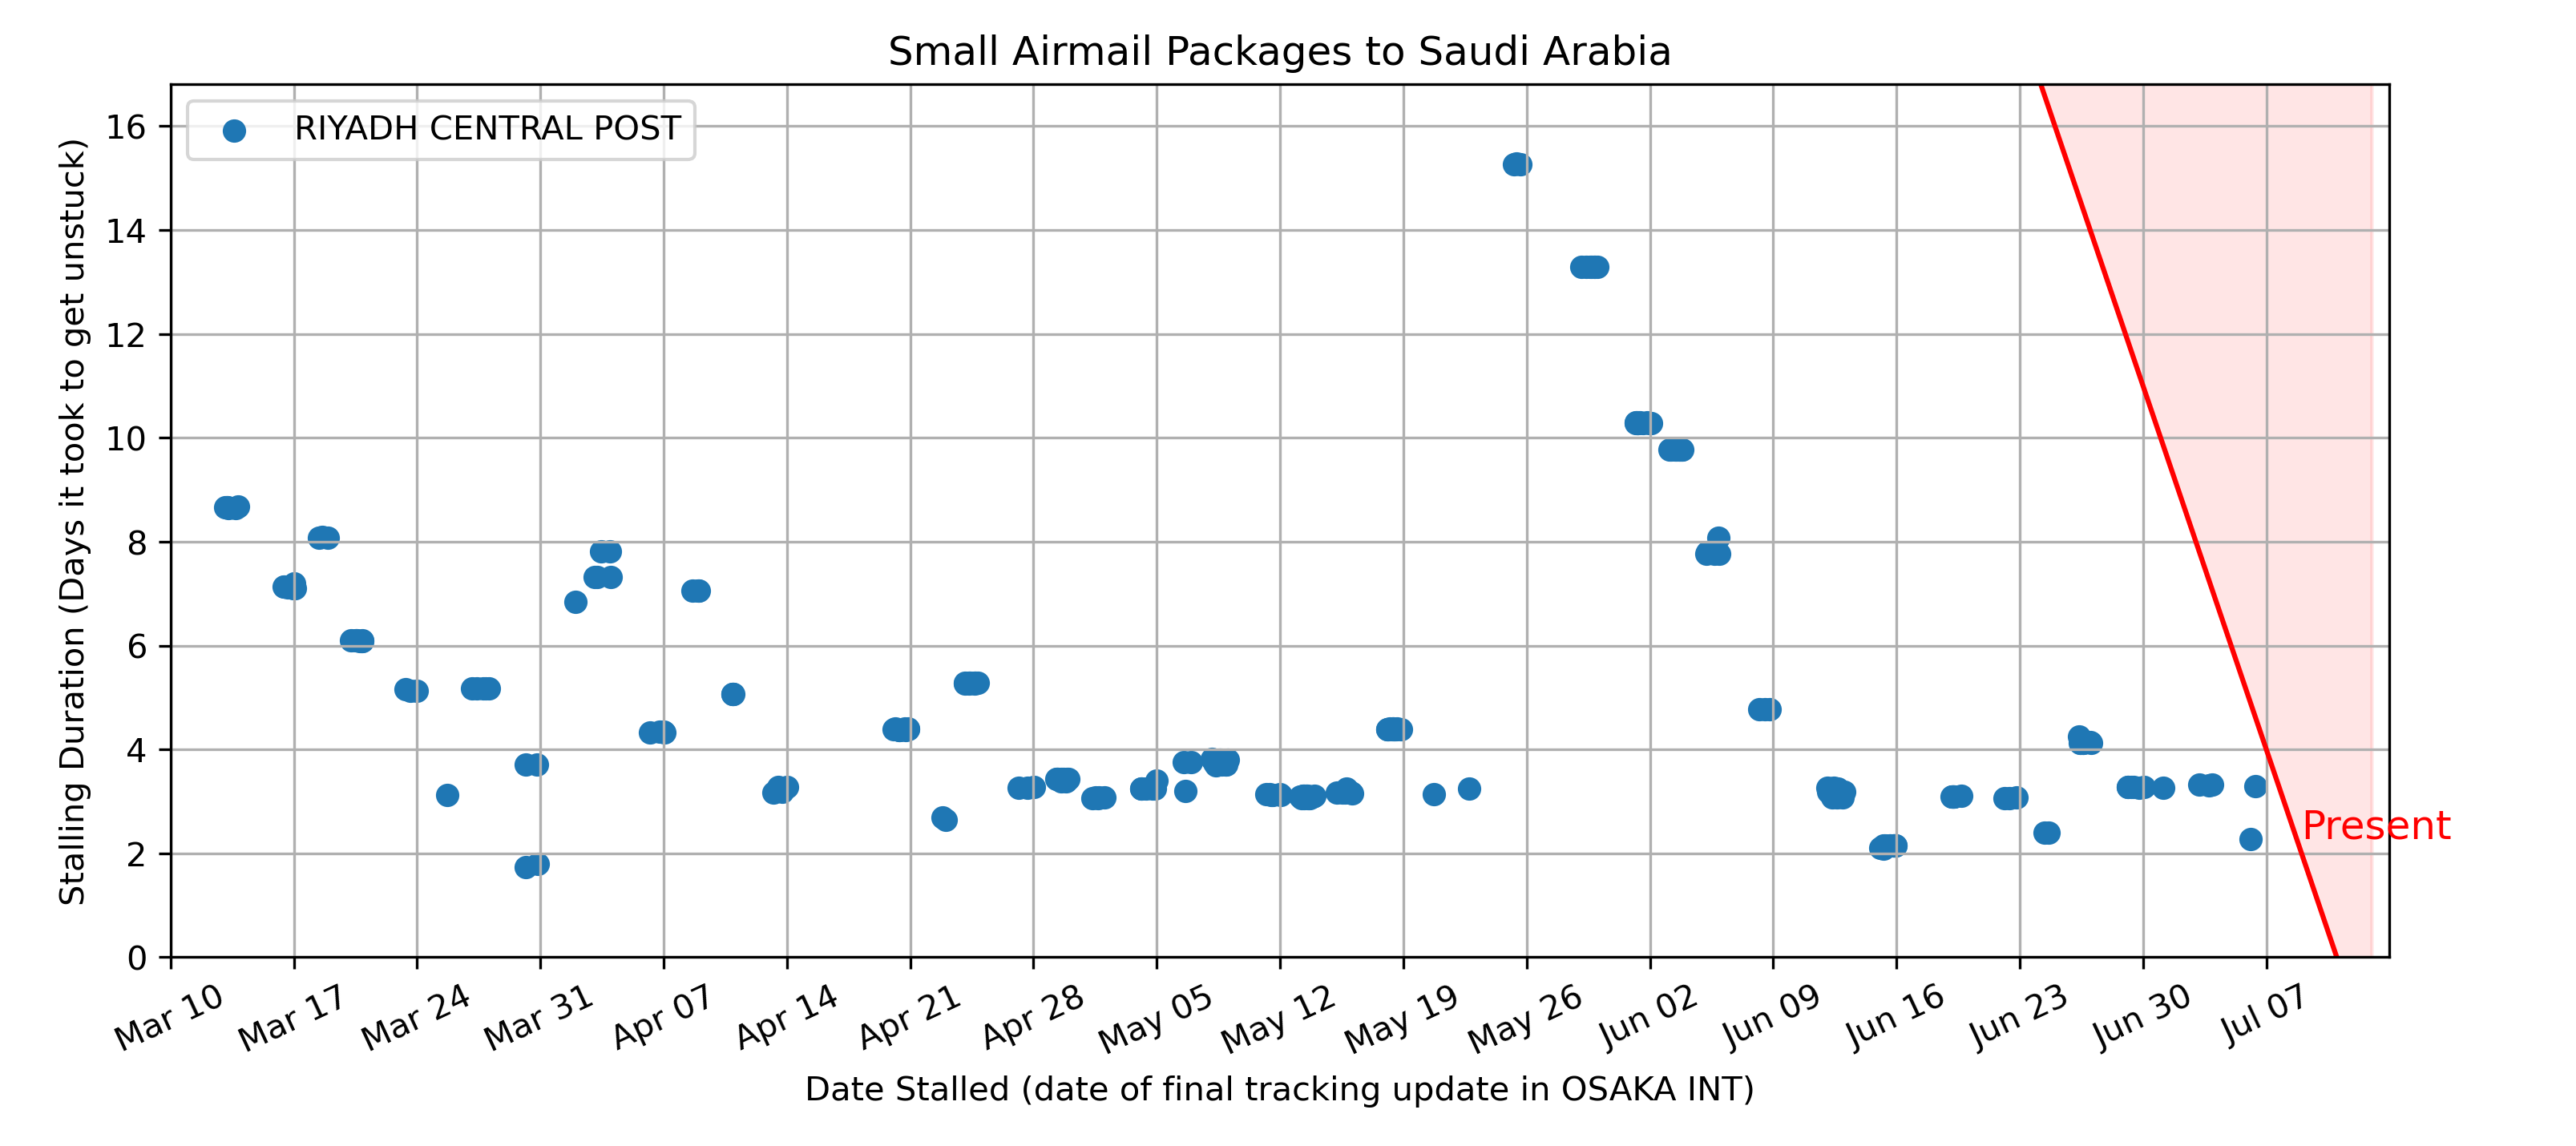 Small Airmail Packages to Saudi Arabia
RIYADH CENTRAL POST
Stalling Duration (Days it took to get unstuck)
16
14
12
10
8
6
4
2
0
Present
Mar 10
Mar 17
Mar 24
Mar 31
Apr 07
Apr 14
Apr 21
Apr 28
May 05
May 12
May 19
May 26
Jun 02
Jun 09
Jun 16
Jun 23
Jun 30
Jul 07
Date Stalled (date of final tracking update in OSAKA INT)